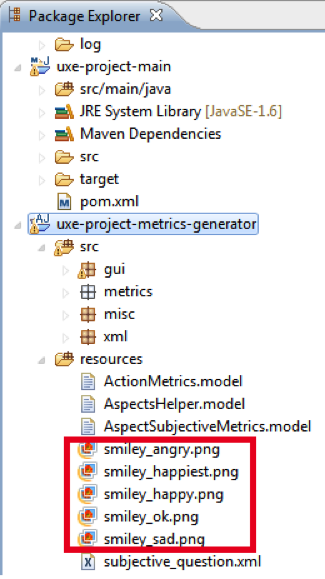 Package Explorer
log
uxe-project-main
src/main/java
JRE System Library [JavaSE-1.6]
Maven Dependencies
src
target
pom.xml
uxe-project-metrics-generator
src
gui
metrics
misc
xml
resources
ActionMetrics.model
AspectsHelper.model
AspectSubjectiveMetrics.model
smiley_angry.png
smiley_happiest.png
smiley_happy.png
smiley_ok.png
smiley_sad.png
subjective_question.xml